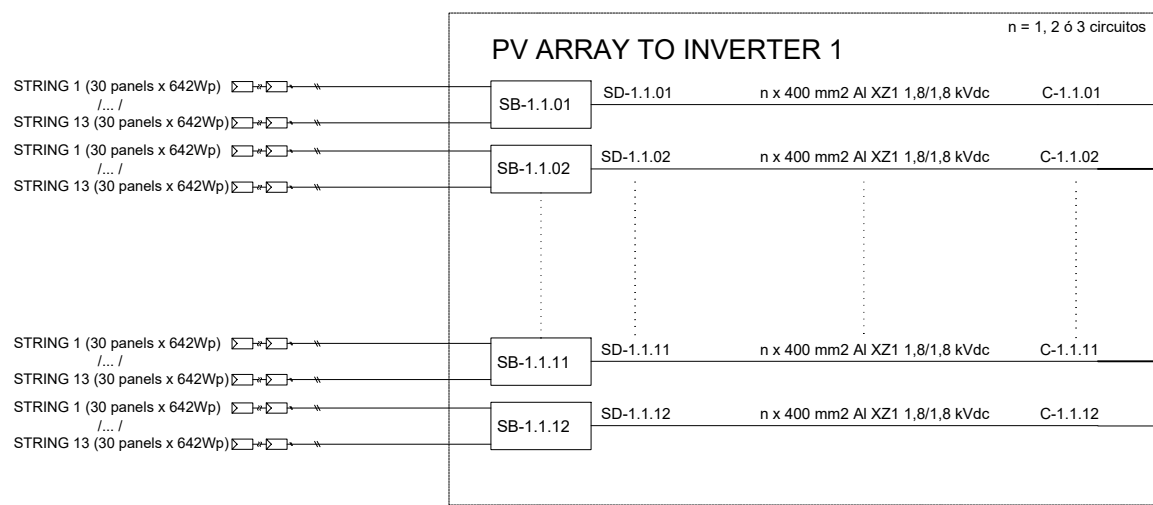 n = 1, 2 ó 3 circuitos
PV ARRAY TO INVERTER 1
STRING 1 (30 panels x 642Wp)
/... /
STRING 13 (30 panels x 642Wp)
SB-1.1.01
SD-1.1.01
n x 400 mm2 Al XZ1 1,8/1,8 kVdc
C-1.1.01
STRING 1 (30 panels x 642Wp)
/... /
STRING 13 (30 panels x 642Wp)
SB-1.1.02
SD-1.1.02
n x 400 mm2 Al XZ1 1,8/1,8 kVdc
C-1.1.02
STRING 1 (30 panels x 642Wp)
/... /
STRING 13 (30 panels x 642Wp)
SB-1.1.11
SD-1.1.11
n x 400 mm2 Al XZ1 1,8/1,8 kVdc
C-1.1.11
STRING 1 (30 panels x 642Wp)
/... /
STRING 13 (30 panels x 642Wp)
SB-1.1.12
SD-1.1.12
n x 400 mm2 Al XZ1 1,8/1,8 kVdc
C-1.1.12